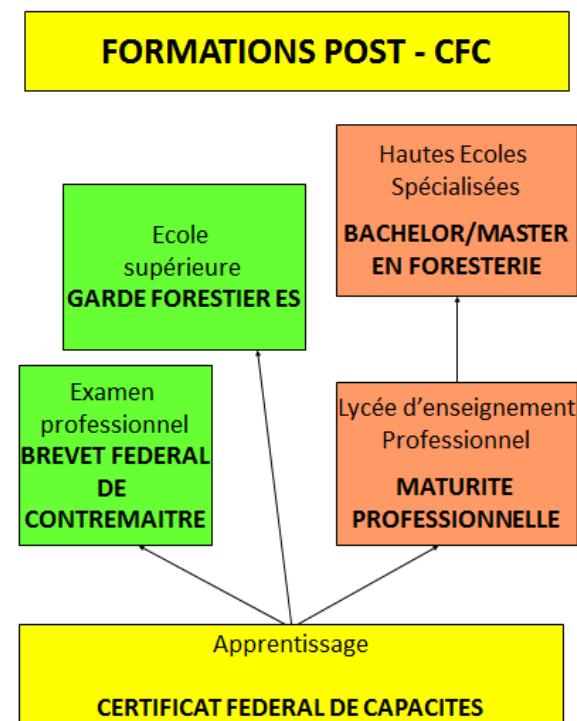 FORMATIONS POST - CFC
Hautes Ecoles
Spécialisées
BACHELOR/MASTER
EN FORESTERIE
Ecole
supérieure
GARDE FORESTIER ES
Examen
professionnel
BREVET FEDERAL
DE
CONTREMAITRE
Lycée d'enseignement
Professionnel
MATURITE
PROFESSIONNELLE
Apprentissage
CERTIFICAT FEDERAL DE CAPACITES